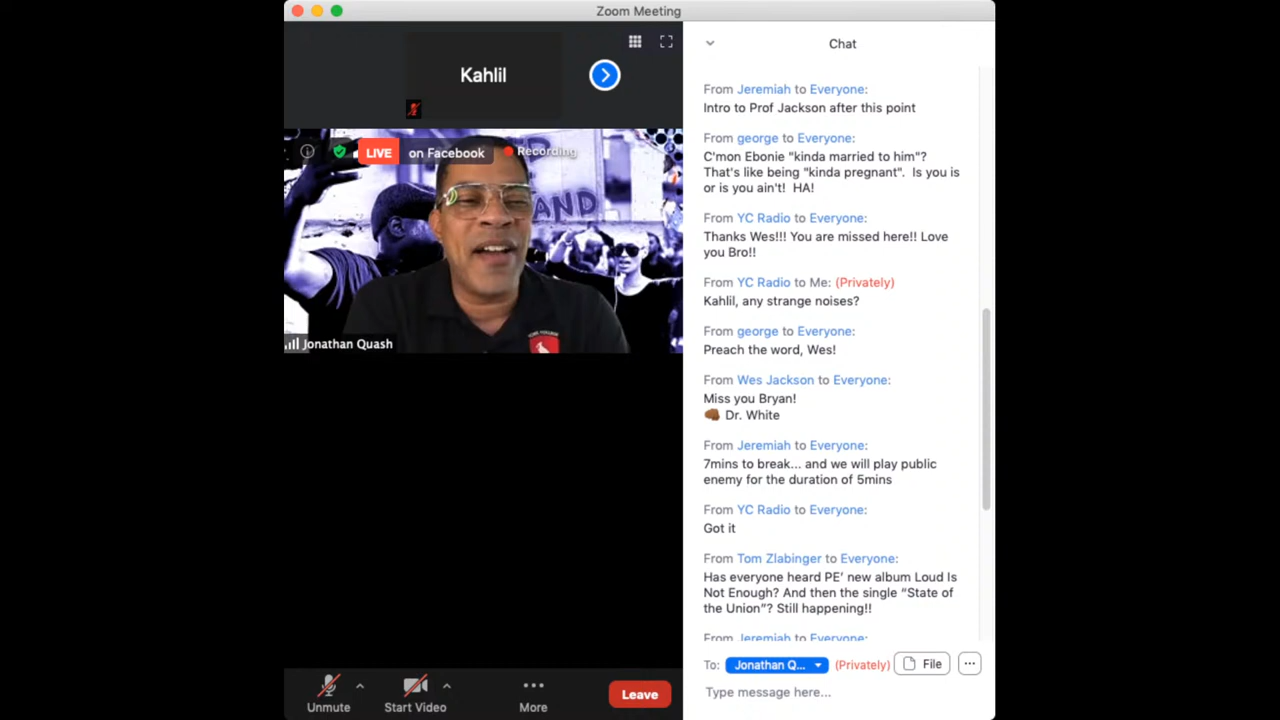 Zoom Meeting
Kahlil
LIVE on Facebook Recording
AND
Jonathan Quash
Unmute
Start Video
More
Leave
Chat
From Jeremiah to Everyone:
Intro to Prof Jackson after this point
From george to Everyone:
C'mon Ebonie "kinda married to him"?
That's like being "kinda pregnant". Is you is
or is you ain't! HA!
From YC Radio to Everyone:
Thanks Wes!!! You are missed here!! Love
you Bro!!
From YC Radio to Me: (Privately)
Kahlil, any strange noises?
From george to Everyone:
Preach the word, Wes!
From Wes Jackson to Everyone:
Miss you Bryan!
👊🏾 Dr. White
From Jeremiah to Everyone:
7mins to break... and we will play public
enemy for the duration of 5mins
From YC Radio to Everyone:
Got it
From Tom Zlabinger to Everyone:
Has everyone heard PE’ new album Loud Is
Not Enough? And then the single “State of
the Union”? Still happening!!
From Jeremiah to Everyone:
To: Jonathan Q... (Privately) File
Type message here...